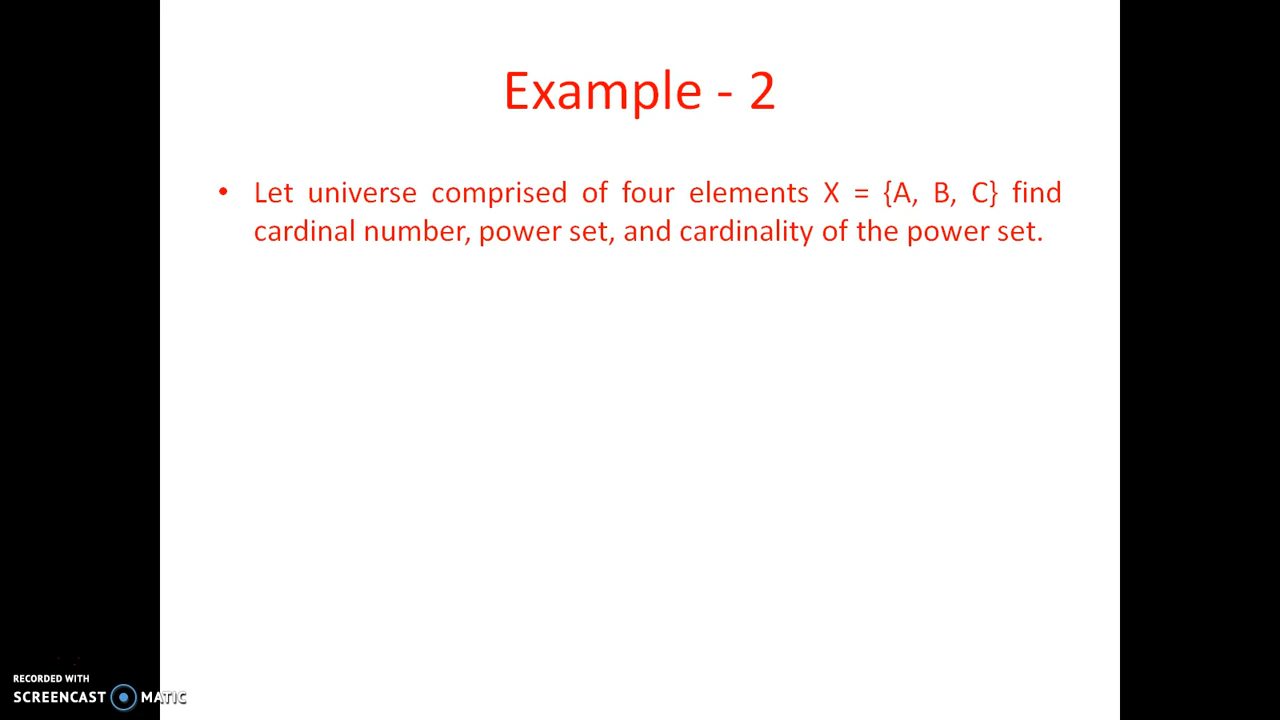 Example - 2
• Let universe comprised of four elements X = {A, B, C} find
cardinal number, power set, and cardinality of the power set.
RECORDED WITH
SCREENCAST MATIC